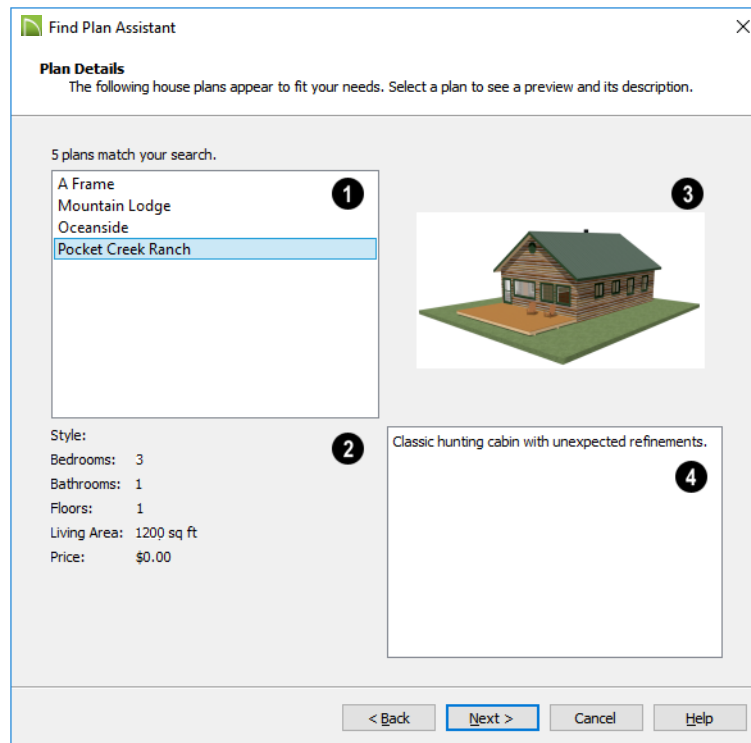 Find Plan Assistant
Plan Details
The following house plans appear to fit your needs. Select a plan to see a preview and its description.
5 plans match your search.
A Frame
Mountain Lodge
Oceanside
Pocket Creek Ranch
1
3
Style:
Bedrooms: 3
Bathrooms: 1
Floors: 1
Living Area: 1200 sq ft
Price: $0.00
2
Classic hunting cabin with unexpected refinements.
4
< Back
Next >
Cancel
Help